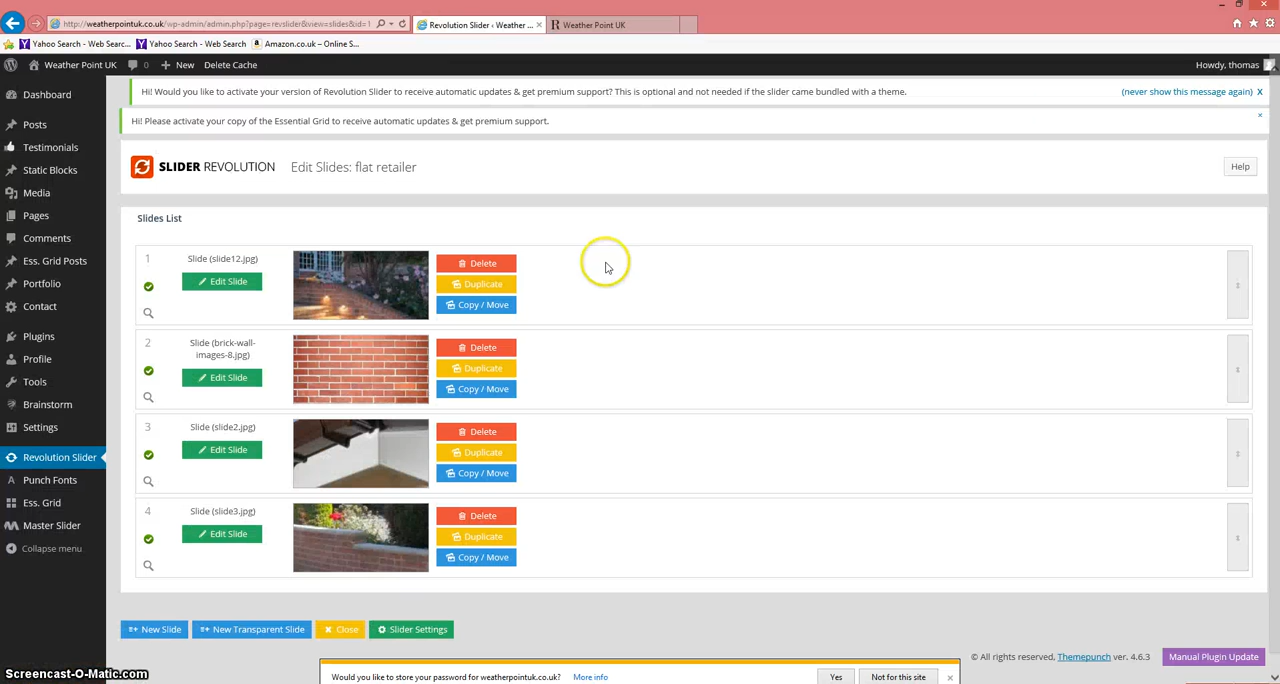 http://weatherpointuk.co.uk/wp-admin/admin.php?page=revslider&view=slides&id=1
Revolution Slider ‹ Weather ...
Weather Point UK
Yahoo Search - Web Searc...
Yahoo Search - Web Search
Amazon.co.uk – Online S...
Weather Point UK
0
New
Delete Cache
Howdy, thomas
Dashboard
Posts
Testimonials
Static Blocks
Media
Pages
Comments
Ess. Grid Posts
Portfolio
Contact
Plugins
Profile
Tools
Brainstorm
Settings
Revolution Slider
Punch Fonts
Ess. Grid
Master Slider
Collapse menu
Hi! Would you like to activate your version of Revolution Slider to receive automatic updates & get premium support? This is optional and not needed if the slider came bundled with a theme.
(never show this message again) X
Hi! Please activate your copy of the Essential Grid to receive automatic updates & get premium support.
SLIDER REVOLUTION
Edit Slides: flat retailer
Help
Slides List
1
Slide (slide12.jpg)
Edit Slide
Delete
Duplicate
Copy / Move
2
Slide (brick-wall-
images-8.jpg)
Edit Slide
Delete
Duplicate
Copy / Move
3
Slide (slide2.jpg)
Edit Slide
Delete
Duplicate
Copy / Move
4
Slide (slide3.jpg)
Edit Slide
Delete
Duplicate
Copy / Move
New Slide
New Transparent Slide
Close
Slider Settings
© All rights reserved, Themepunch ver. 4.6.3
Manual Plugin Update
Would you like to store your password for weatherpointuk.co.uk?
More info
Yes
Not for this site
Screencast-O-Matic.com